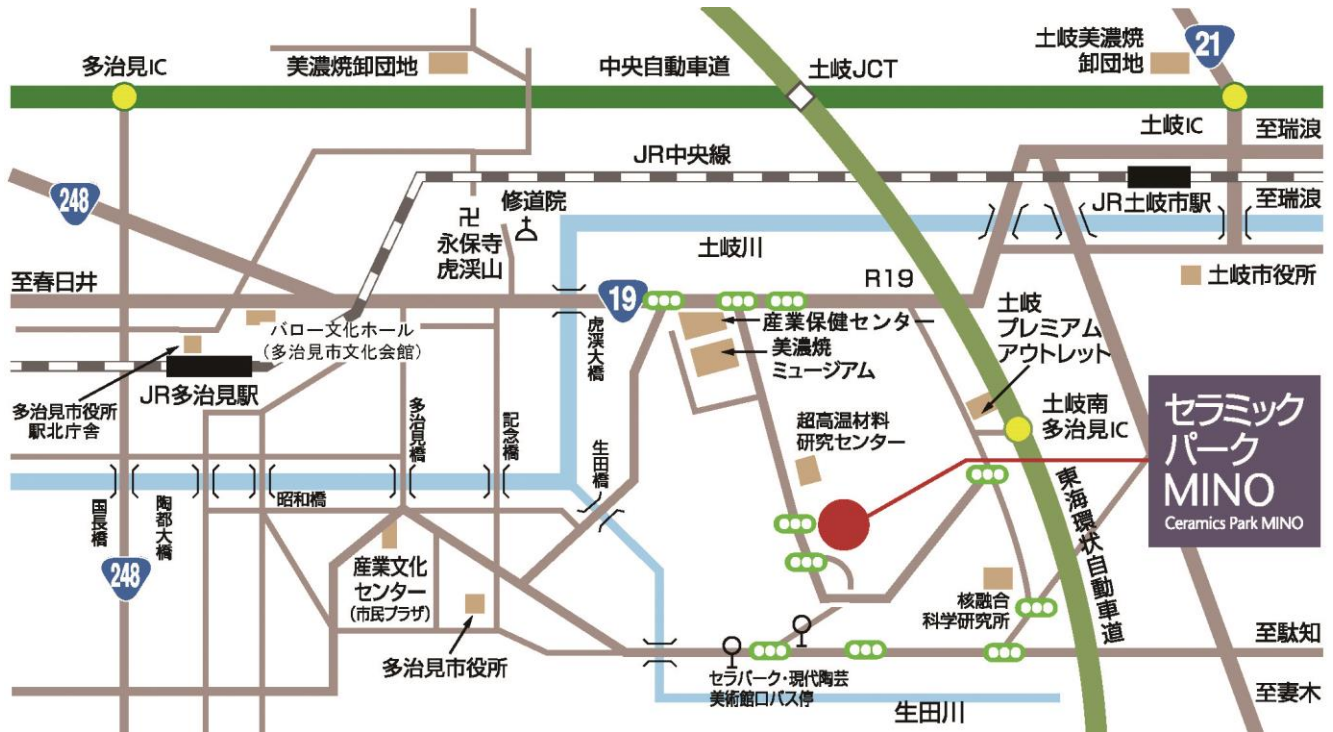 多治見IC
美濃焼卸団地
中央自動車道
土岐JCT
土岐美濃焼
卸団地
21
土岐IC
至瑞浪
JR中央線
248
修道院
卍
永保寺
虎渓山
JR土岐市駅
至瑞浪
土岐川
至春日井
19
R19
土岐市役所
バロー文化ホール
(多治見市文化会館)
虎渓大橋
産業保健センター
美濃焼
ミュージアム
土岐
プレミアム
アウトレット
JR多治見駅
多治見市役所
駅北庁舎
多治見橋
記念橋
生田橋
超高温材料
研究センター
土岐南
多治見IC
セラミック
パーク
MINO
Ceramics Park MINO
国長橋
陶都大橋
昭和橋
東海環状自動車道
248
産業文化
センター
(市民プラザ)
核融合
科学研究所
多治見市役所
セラパーク・現代陶芸
美術館口バス停
至駄知
至妻木
生田川